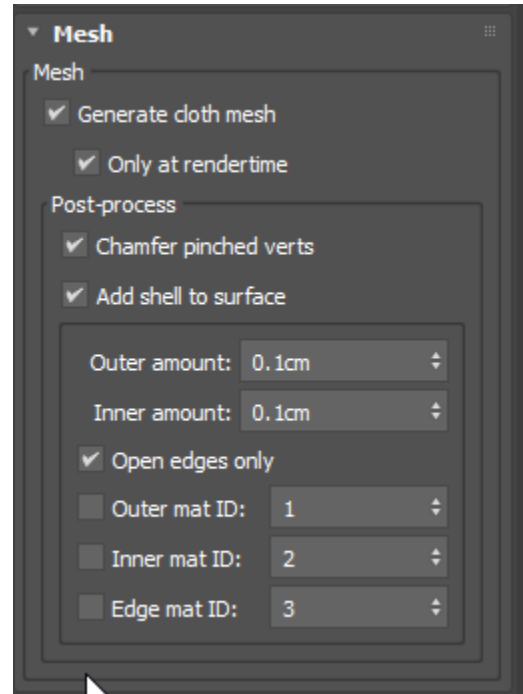 Mesh
Mesh
Generate cloth mesh
Only at rendertime
Post-process
Chamfer pinched verts
Add shell to surface
Outer amount: 0.1cm
Inner amount: 0.1cm
Open edges only
Outer mat ID: 1
Inner mat ID: 2
Edge mat ID: 3